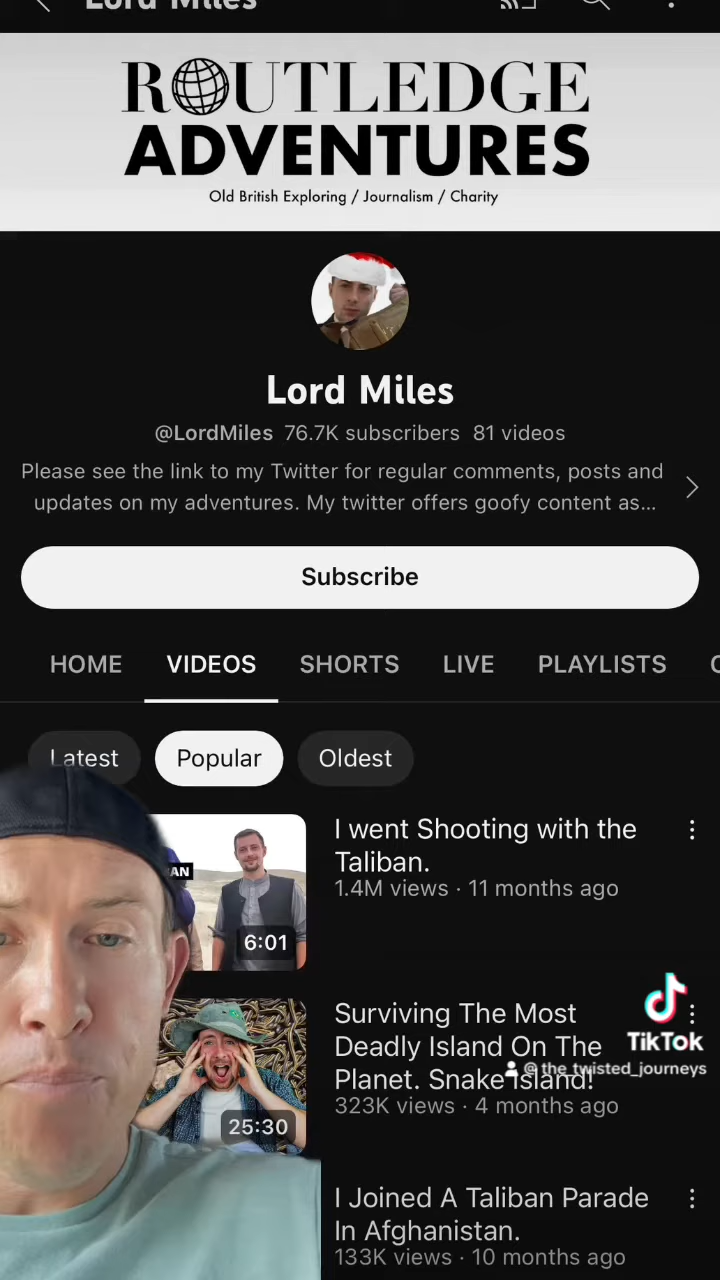 Lord Miles
ROUTLEDGE
ADVENTURES
Old British Exploring / Journalism / Charity
Lord Miles
@LordMiles 76.7K subscribers 81 videos
Please see the link to my Twitter for regular comments, posts and
updates on my adventures. My twitter offers goofy content as...
Subscribe
HOME VIDEOS SHORTS LIVE PLAYLISTS
Latest Popular Oldest
I went Shooting with the
Taliban.
1.4M views · 11 months ago
AN
6:01
Surviving The Most
Deadly Island On The
Planet. Snake Island!
323K views · 4 months ago
25:30
TikTok
@the_twisted_journeys
I Joined A Taliban Parade
In Afghanistan.
133K views · 10 months ago